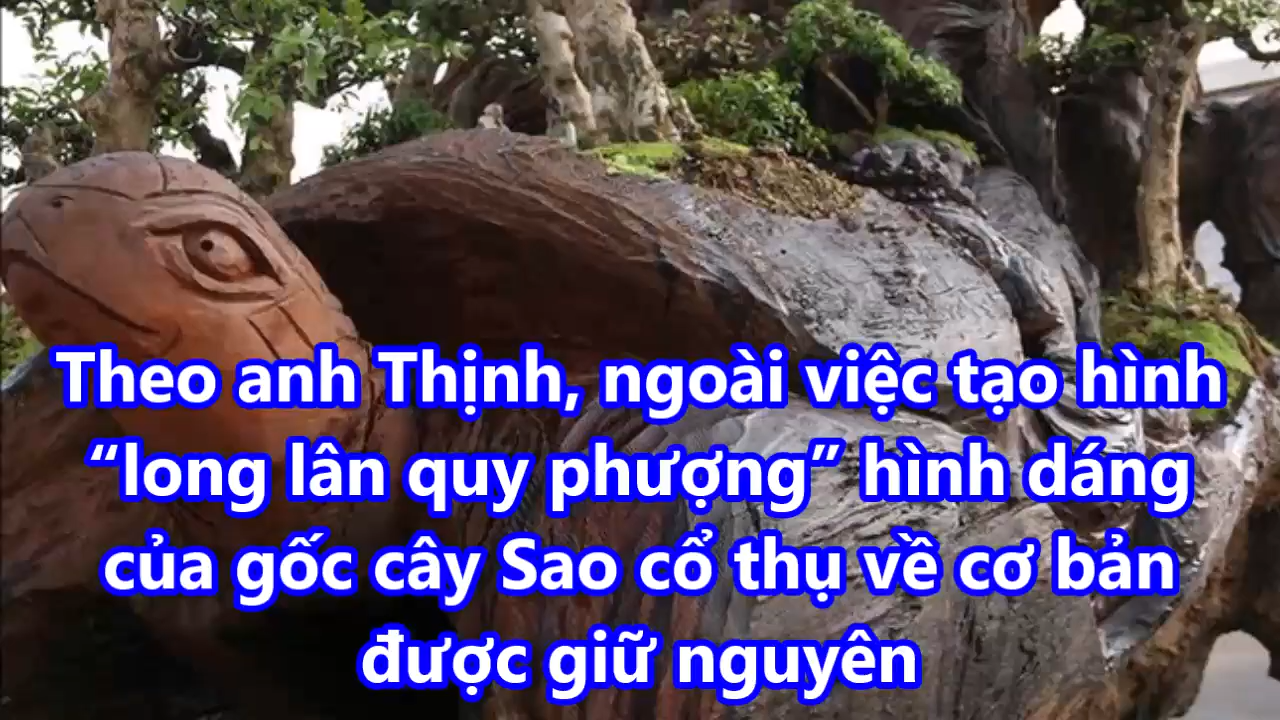 Theo anh Thịnh, ngoài việc tạo hình
“long lân quy phượng” hình dáng
của gốc cây Sao cổ thụ về cơ bản
được giữ nguyên